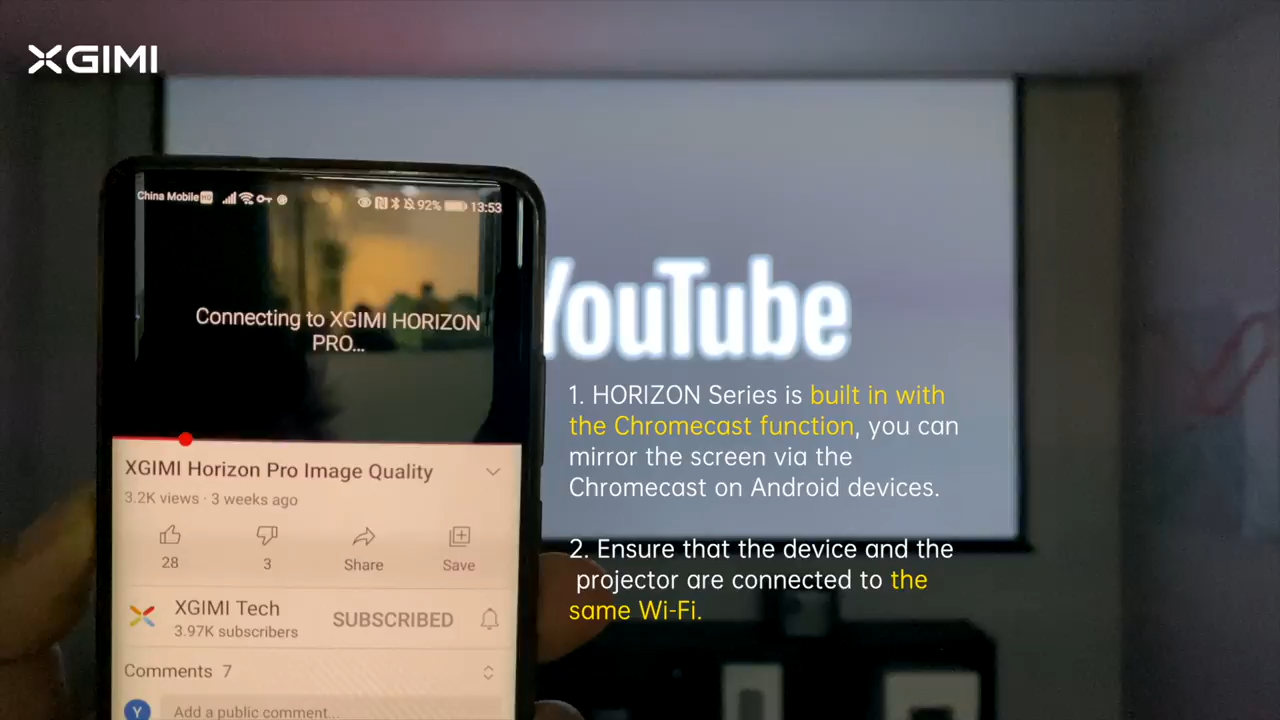 XGIMI
China Mobile HD
92% 13:53
Connecting to XGIMI HORIZON
PRO...
YouTube
1. HORIZON Series is built in with
the Chromecast function, you can
mirror the screen via the
Chromecast on Android devices.
2. Ensure that the device and the
projector are connected to the
same Wi-Fi.
XGIMI Horizon Pro Image Quality
3.2K views · 3 weeks ago
28
3
Share
Save
XGIMI Tech
3.97K subscribers
SUBSCRIBED
Comments 7
Y
Add a public comment...